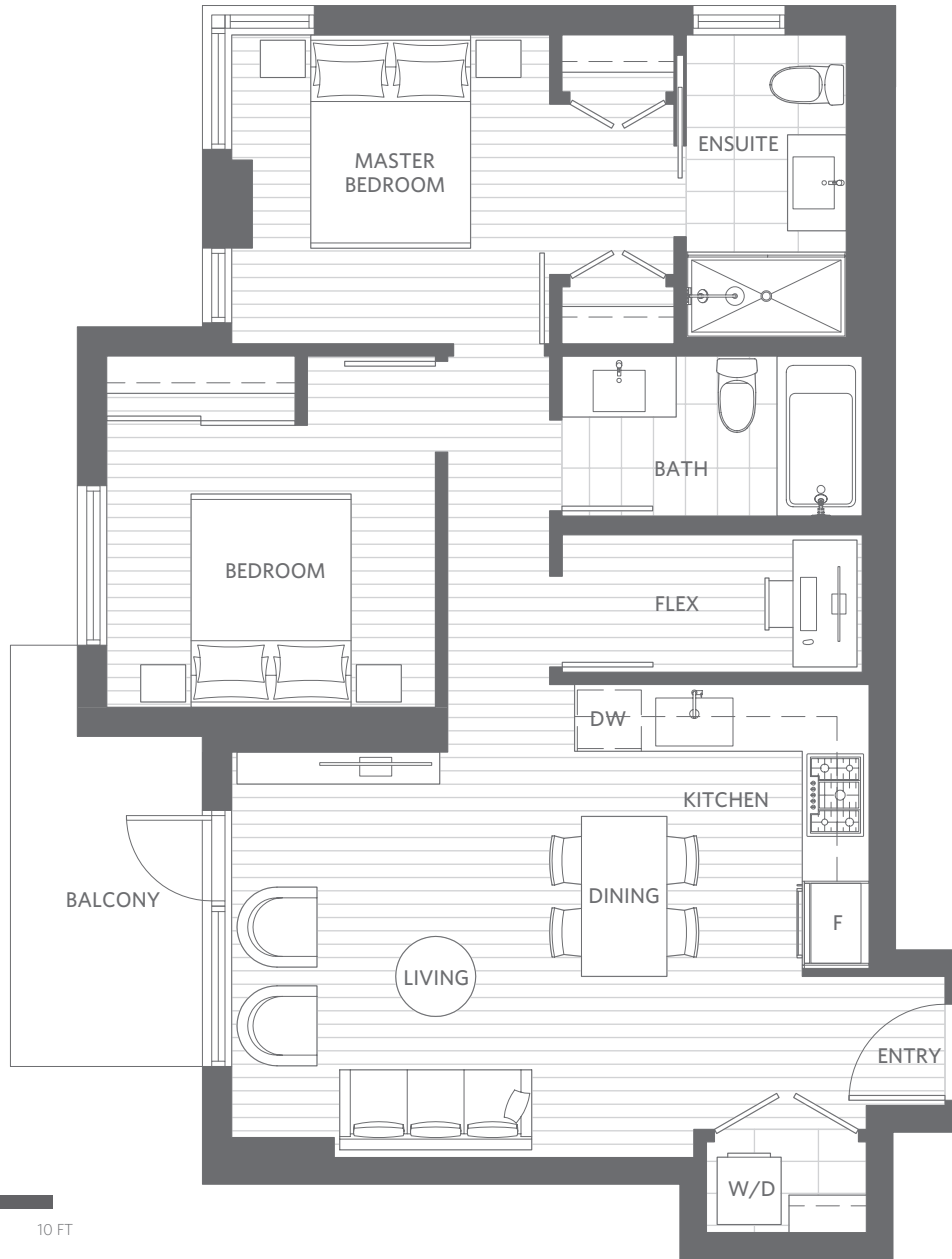 ENSUITE
MASTER
BEDROOM
BATH
BEDROOM
FLEX
DW
KITCHEN
DINING
BALCONY
F
LIVING
ENTRY
W/D
10 FT